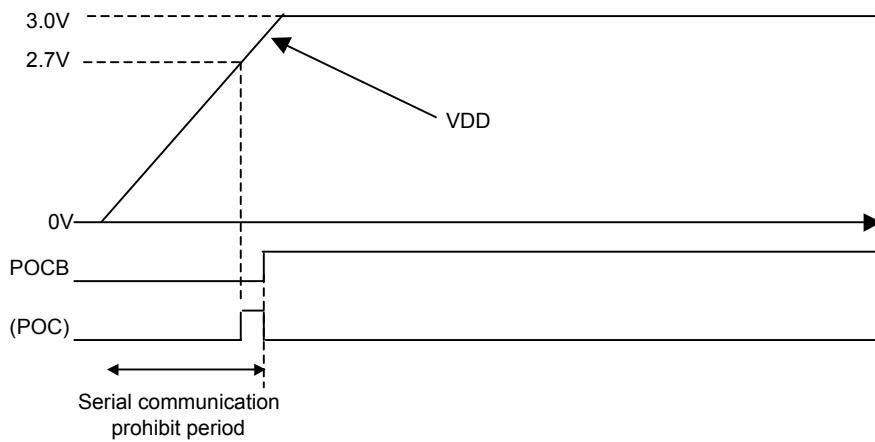 3.0V
2.7V
VDD
0V
POCB
(POC)
Serial communication
prohibit period